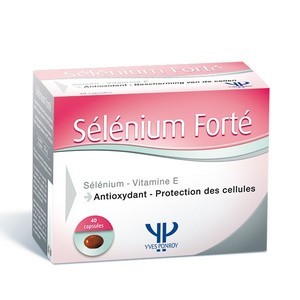 Antioxydant - Bescherming van de cellen
Sélénium Forté
Sélénium - Vitamine E
Antioxydant - Protection des cellules
40
capsules
YVES PONROY